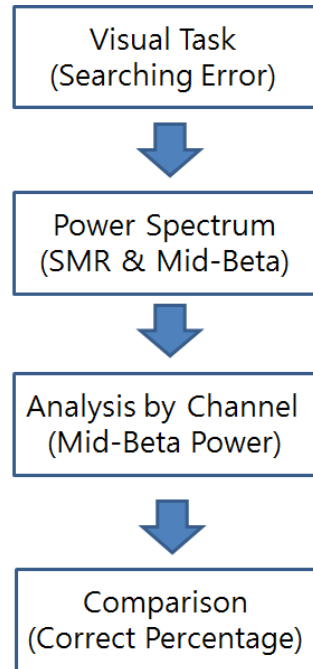 Visual Task
(Searching Error)
Power Spectrum
(SMR & Mid-Beta)
Analysis by Channel
(Mid-Beta Power)
Comparison
(Correct Percentage)